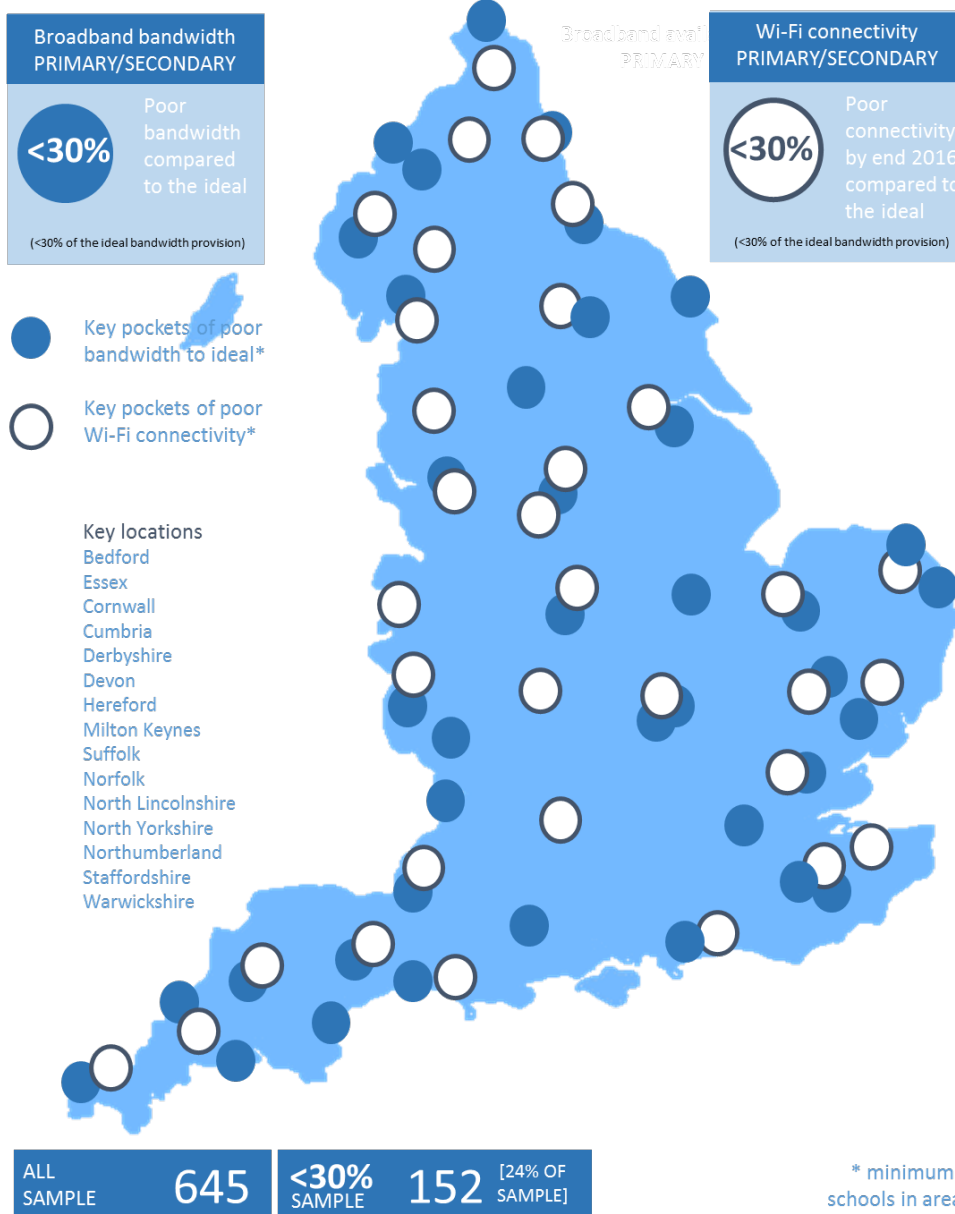 Broadband bandwidth
PRIMARY/SECONDARY
<30%
Poor
bandwidth
compared
to the ideal
(<30% of the ideal bandwidth provision)
Broadband avail
PRIMARY
Wi-Fi connectivity
PRIMARY/SECONDARY
<30%
Poor
connectivity
by end 2016
compared to
the ideal
(<30% of the ideal bandwidth provision)
Key pockets of poor
bandwidth to ideal*
Key pockets of poor
Wi-Fi connectivity*
Key locations
Bedford
Essex
Cornwall
Cumbria
Derbyshire
Devon
Hereford
Milton Keynes
Suffolk
Norfolk
North Lincolnshire
North Yorkshire
Northumberland
Staffordshire
Warwickshire
ALL
SAMPLE
645
<30%
SAMPLE
152
[24% OF
SAMPLE]
* minimum
schools in area